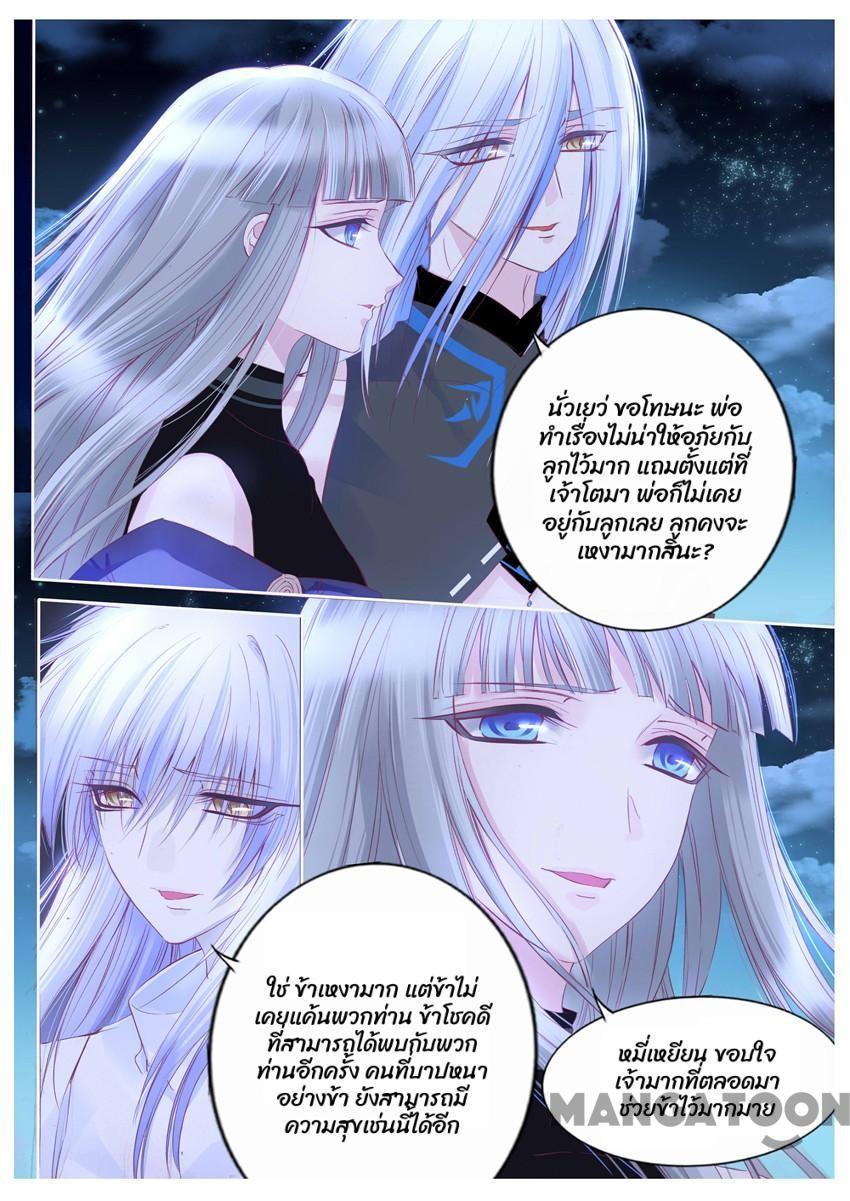 นั่วเยว่ ขอโทษนะ พ่อ
ทำเรื่องไม่น่าให้อภัยกับ
ลูกไว้มาก แถมตั้งแต่ที่
เจ้าโตมา พ่อก็ไม่เคย
อยู่กับลูกเลย ลูกคงจะ
เหงามากสินะ?
ใช่ ข้าเหงามาก แต่ข้าไม่
เคยแค้นพวกท่าน ข้าโชคดี
ที่สามารถได้พบกับพวก
ท่านอีกครั้ง คนที่บาปหนา
อย่างข้า ยังสามารถมี
ความสุขเช่นนี้ได้อีก
หมี่เหยียน ขอบใจ
เจ้ามากที่ตลอดมา
ช่วยข้าไว้มากมาย
MANGATOON